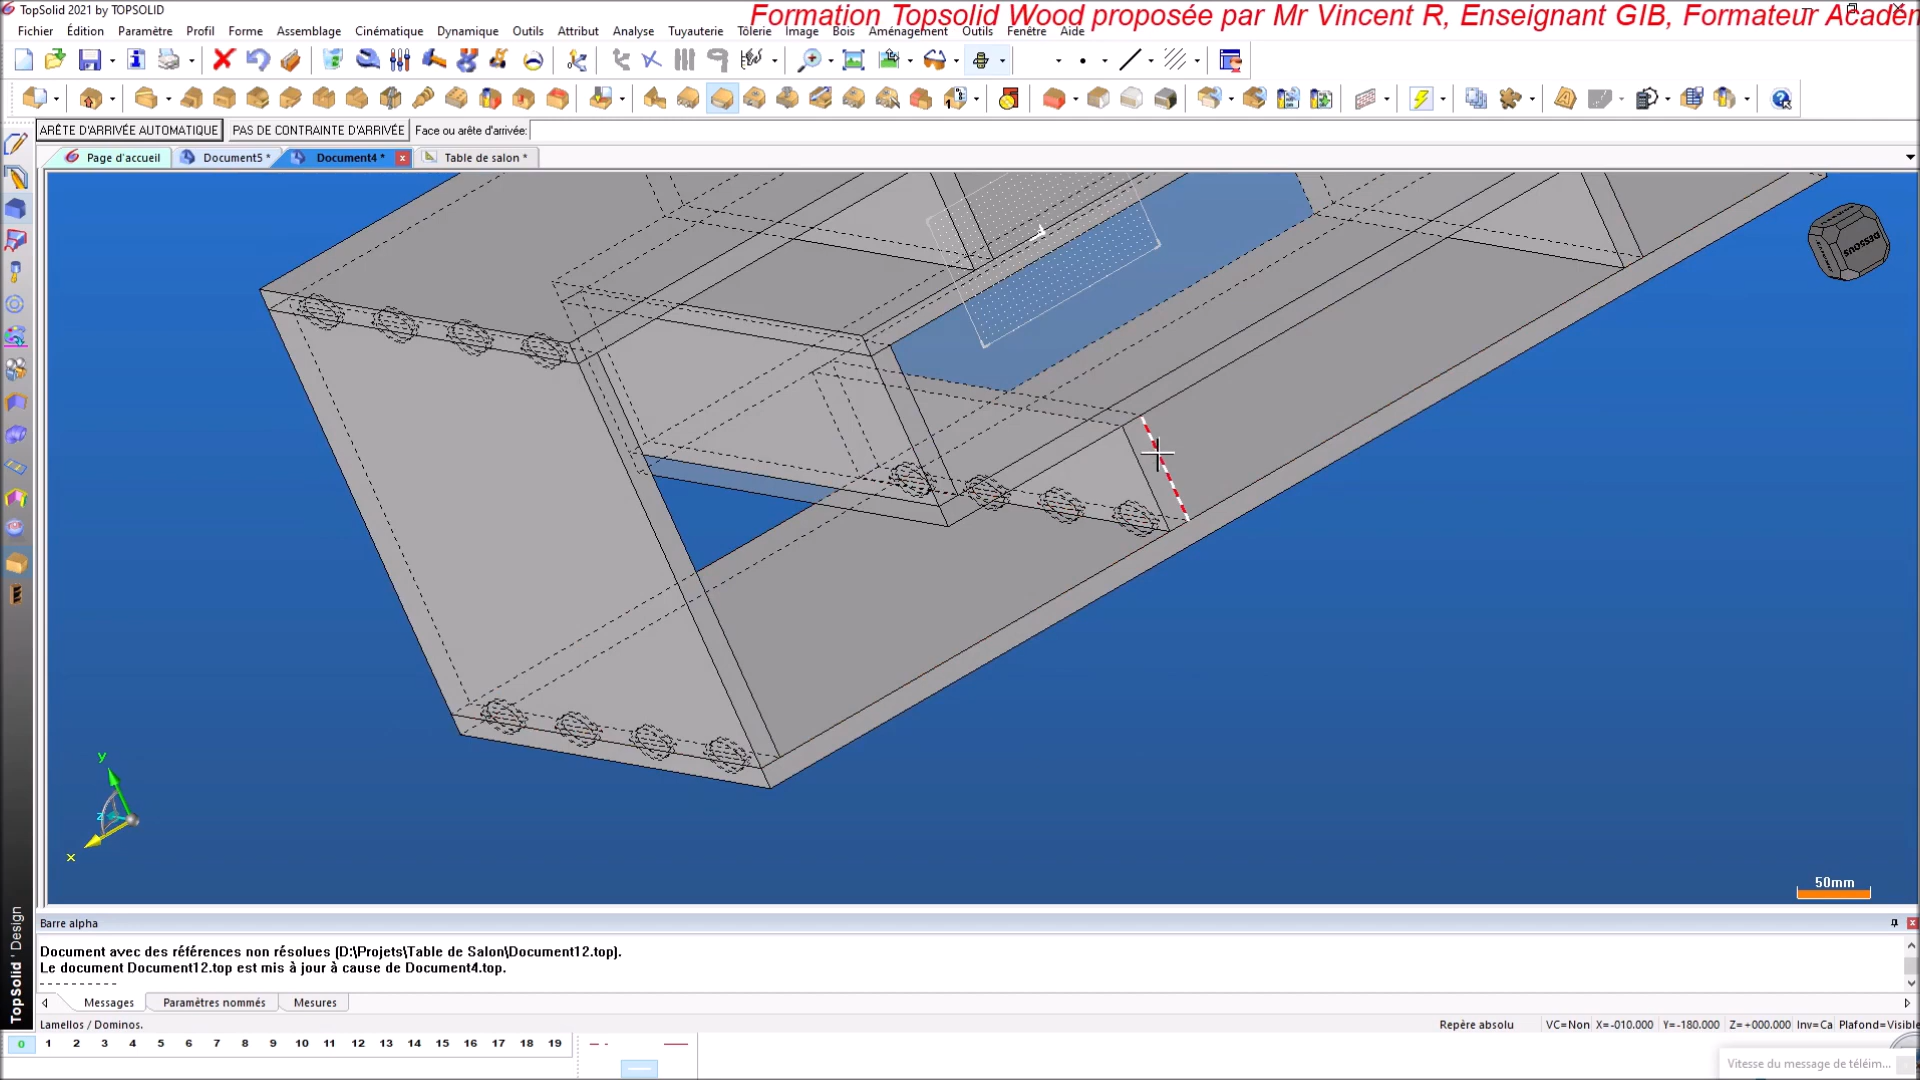 TopSolid 2021 by TOPSOLID
Formation Topsolid Wood proposée par Mr Vincent R, Enseignant GIB, Formateur Acadé
Fichier Édition Paramètre Profil Forme Assemblage Cinématique Dynamique Outils Attribut Analyse Tuyauterie Tôlerie Image Bois Aménagement Outils Fenêtre Aide
ARÊTE D'ARRIVÉE AUTOMATIQUE PAS DE CONTRAINTE D'ARRIVÉE Face ou arête d'arrivée:
Page d'accueil Document5 * Document4 * Table de salon *
DESSOUS
y
z
x
50mm
TopSolid ' Design
Barre alpha
Document avec des références non résolues (D:\Projets\Table de Salon\Document12.top).
Le document Document12.top est mis à jour à cause de Document4.top.
- - - - - - - - - - -
Messages Paramètres nommés Mesures
Lamellos / Dominos. Repère absolu VC=Non X=-010.000 Y=-180.000 Z=+000.000 Inv=Ca Plafond=Visible
0 1 2 3 4 5 6 7 8 9 10 11 12 13 14 15 16 17 18 19
Vitesse du message de téléim...